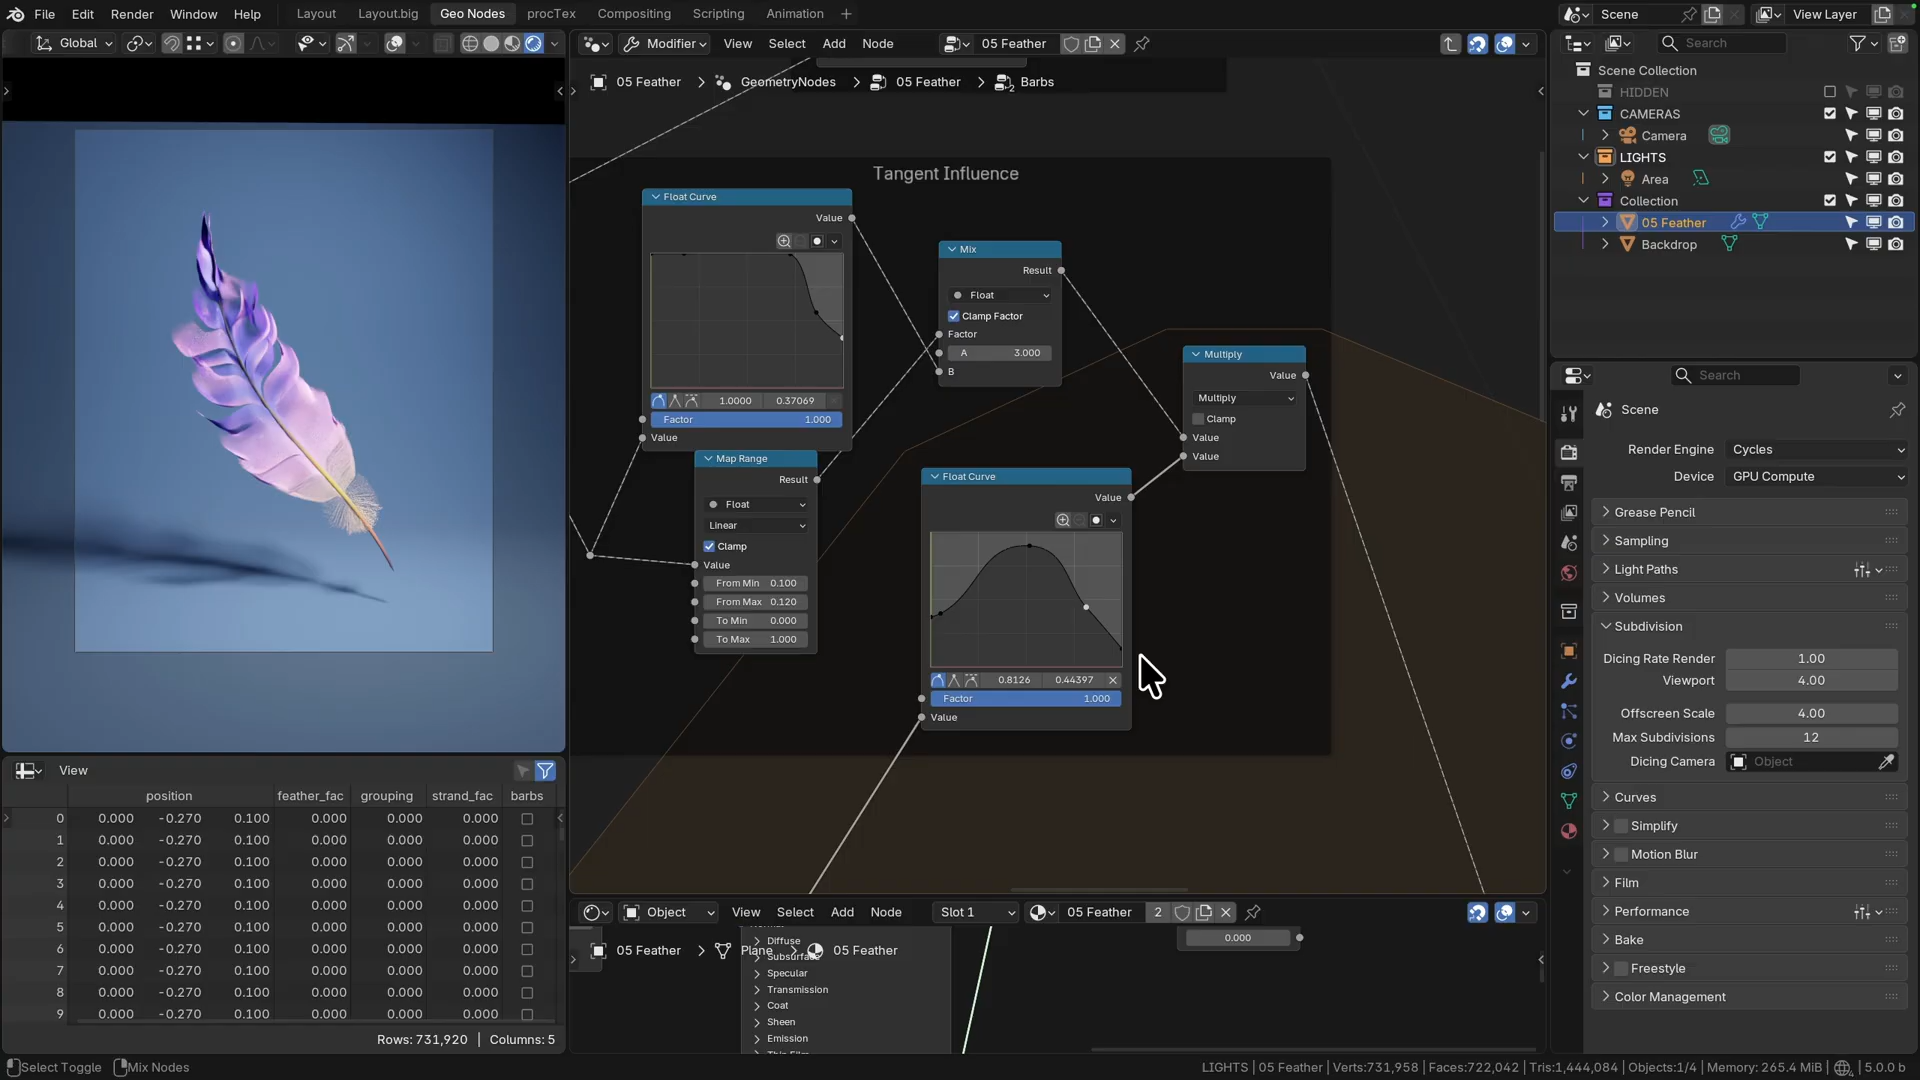 File Edit Render Window Help Layout Layout.big Geo Nodes procTex Compositing Scripting Animation Scene View Layer
Global Modifier View Select Add Node 05 Feather Search
05 Feather GeometryNodes 05 Feather Barbs
2
Scene Collection
HIDDEN
CAMERAS
Camera
LIGHTS
Area
Collection
05 Feather
Backdrop
Tangent Influence
Float Curve
Value
1.0000 0.37069
Factor 1.000
Value
Mix
Result
Float
Clamp Factor
Factor
A 3.000
B
Multiply
Value
Multiply
Clamp
Value
Value
Map Range
Result
Float
Linear
Clamp
Value
From Min 0.100
From Max 0.120
To Min 0.000
To Max 1.000
Float Curve
Value
0.8126 0.44397
Factor 1.000
Value
Search
Scene
Render Engine Cycles
Device GPU Compute
Grease Pencil
Sampling
Light Paths
Volumes
Subdivision
Dicing Rate Render 1.00
Viewport 4.00
Offscreen Scale 4.00
Max Subdivisions 12
Dicing Camera Object
Curves
Simplify
Motion Blur
Film
Performance
Bake
Freestyle
Color Management
View
position feather_fac grouping strand_fac barbs
0 0.000 -0.270 0.100 0.000 0.000 0.000
1 0.000 -0.270 0.100 0.000 0.000 0.000
2 0.000 -0.270 0.100 0.000 0.000 0.000
3 0.000 -0.270 0.100 0.000 0.000 0.000
4 0.000 -0.270 0.100 0.000 0.000 0.000
5 0.000 -0.270 0.100 0.000 0.000 0.000
6 0.000 -0.270 0.100 0.000 0.000 0.000
7 0.000 -0.270 0.100 0.000 0.000 0.000
8 0.000 -0.270 0.100 0.000 0.000 0.000
9 0.000 -0.270 0.100 0.000 0.000 0.000
Rows: 731,920 | Columns: 5
Object View Select Add Node Slot 1 05 Feather 2
05 Feather Plane 05 Feather
Diffuse
Subsurface
Specular
Transmission
Coat
Sheen
Emission
0.000
Select Toggle Mix Nodes
LIGHTS | 05 Feather | Verts:731,958 | Faces:722,042 | Tris:1,444,084 | Objects:1/4 | Memory: 265.4 MiB | 5.0.0 b